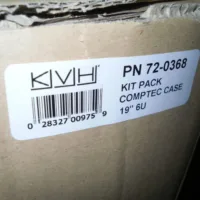 KVH
PN 72-0368
KIT PACK
COMPTEC CASE
19" 6U
0 28327 00975 9